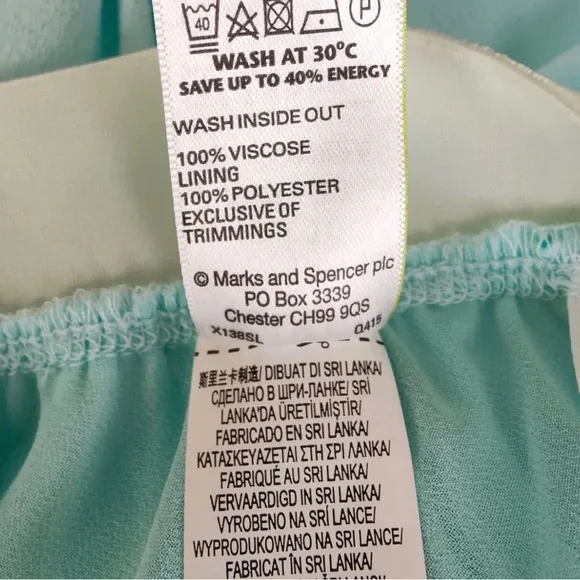 40 P
WASH AT 30°C
SAVE UP TO 40% ENERGY
WASH INSIDE OUT
100% VISCOSE
LINING
100% POLYESTER
EXCLUSIVE OF
TRIMMINGS
© Marks and Spencer plc
PO Box 3339
Chester CH99 9QS
X138SL Q415
斯里兰卡制造/ DIBUAT DI SRI LANKA/
СДЕЛАНО В ШРИ-ЛАНКЕ/ SRİ
LANKA'DA ÜRETİLMİŞTİR/
FABRICADO EN SRI LANKA/
ΚΑΤΑΣΚΕΥΑΖΕΤΑΙ ΣΤΗ ΣΡΙ ΛΑΝΚΑ/
FABRIQUÉ AU SRI LANKA/
VERVAARDIGD IN SRI LANKA/
VYROBENO NA SRÍ LANCE/
WYPRODUKOWANO NA SRI LANCE/
FABRICAT ÎN SRI LANKA/